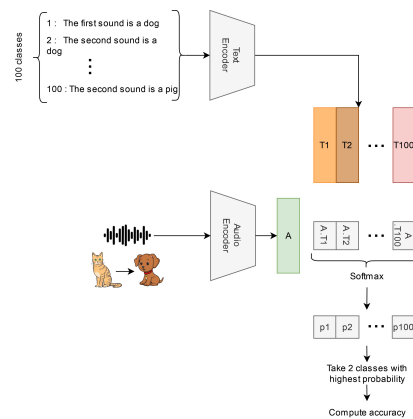 100 classes
1 : The first sound is a dog
2 : The second sound is a
dog
100 : The second sound is a pig
Text
Encoder
T1 T2 T100
Audio
Encoder
A
A.T1 A.T2 A.T100
Softmax
p1 p2 p100
Take 2 classes with
highest probability
Compute accuracy